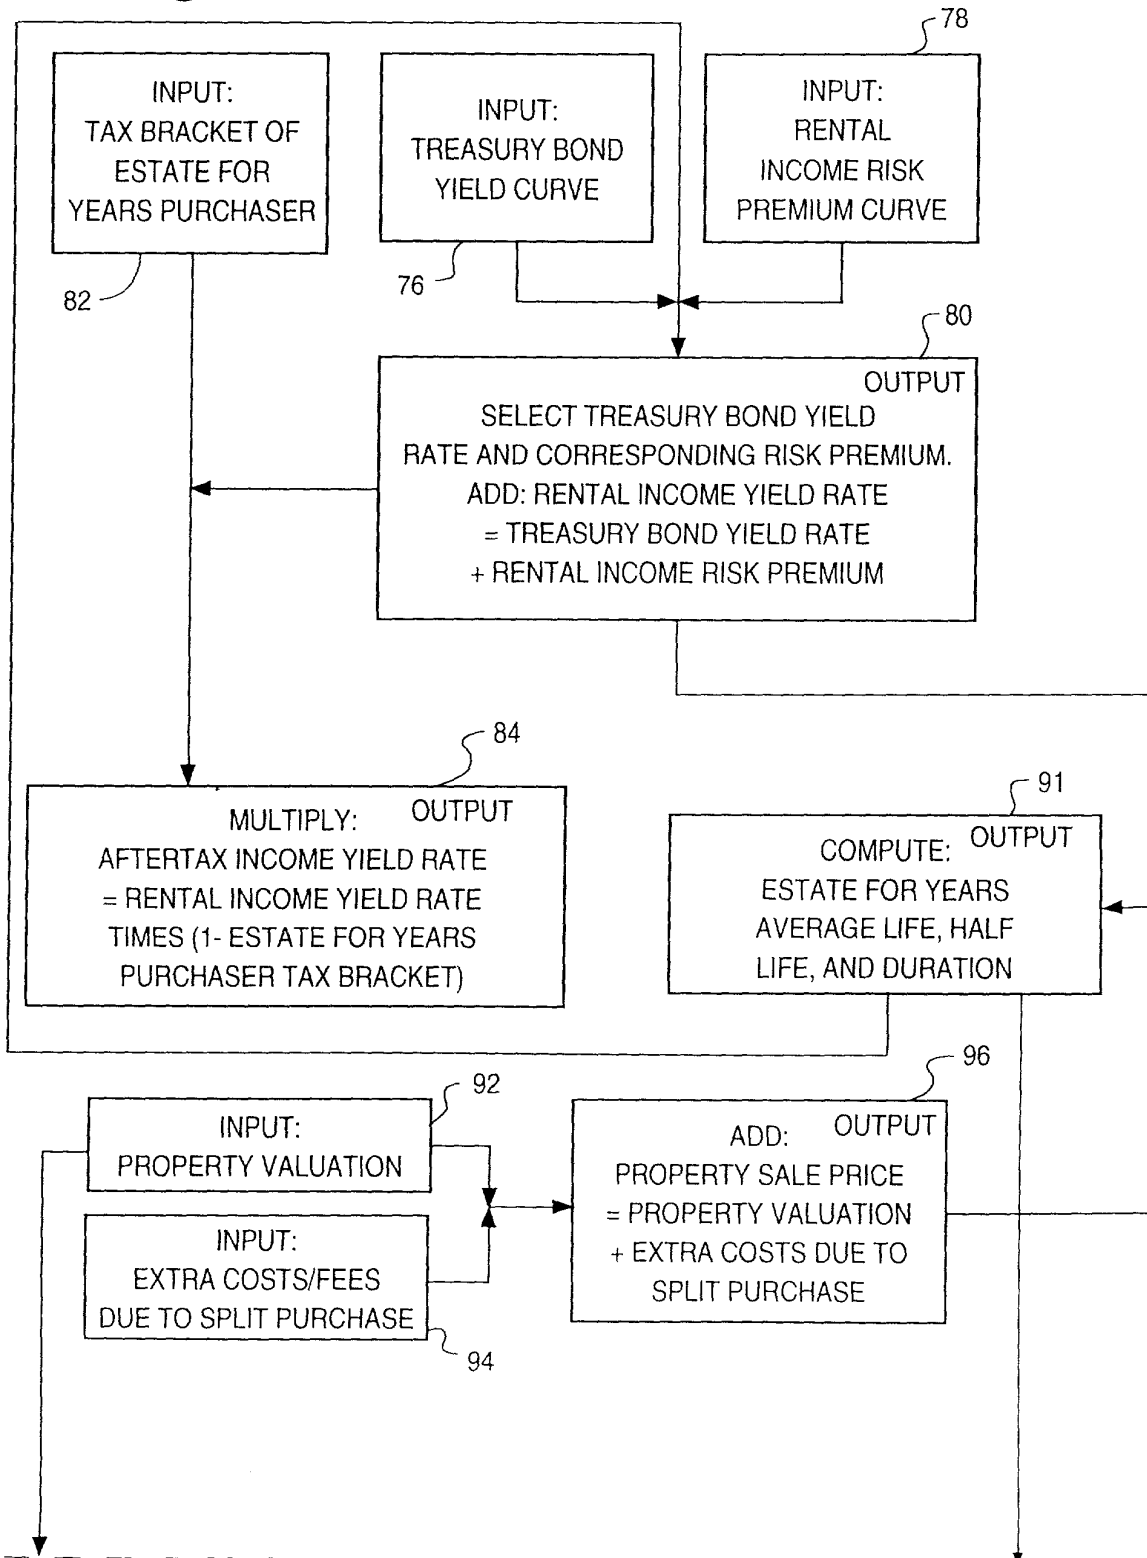 78
INPUT:
TAX BRACKET OF
ESTATE FOR
YEARS PURCHASER
82
INPUT:
TREASURY BOND
YIELD CURVE
76
INPUT:
RENTAL
INCOME RISK
PREMIUM CURVE
80
OUTPUT
SELECT TREASURY BOND YIELD
RATE AND CORRESPONDING RISK PREMIUM.
ADD: RENTAL INCOME YIELD RATE
= TREASURY BOND YIELD RATE
+ RENTAL INCOME RISK PREMIUM
84
OUTPUT
MULTIPLY:
AFTERTAX INCOME YIELD RATE
= RENTAL INCOME YIELD RATE
TIMES (1- ESTATE FOR YEARS
PURCHASER TAX BRACKET)
91
OUTPUT
COMPUTE:
ESTATE FOR YEARS
AVERAGE LIFE, HALF
LIFE, AND DURATION
92
INPUT:
PROPERTY VALUATION
INPUT:
EXTRA COSTS/FEES
DUE TO SPLIT PURCHASE
94
96
OUTPUT
ADD:
PROPERTY SALE PRICE
= PROPERTY VALUATION
+ EXTRA COSTS DUE TO
SPLIT PURCHASE